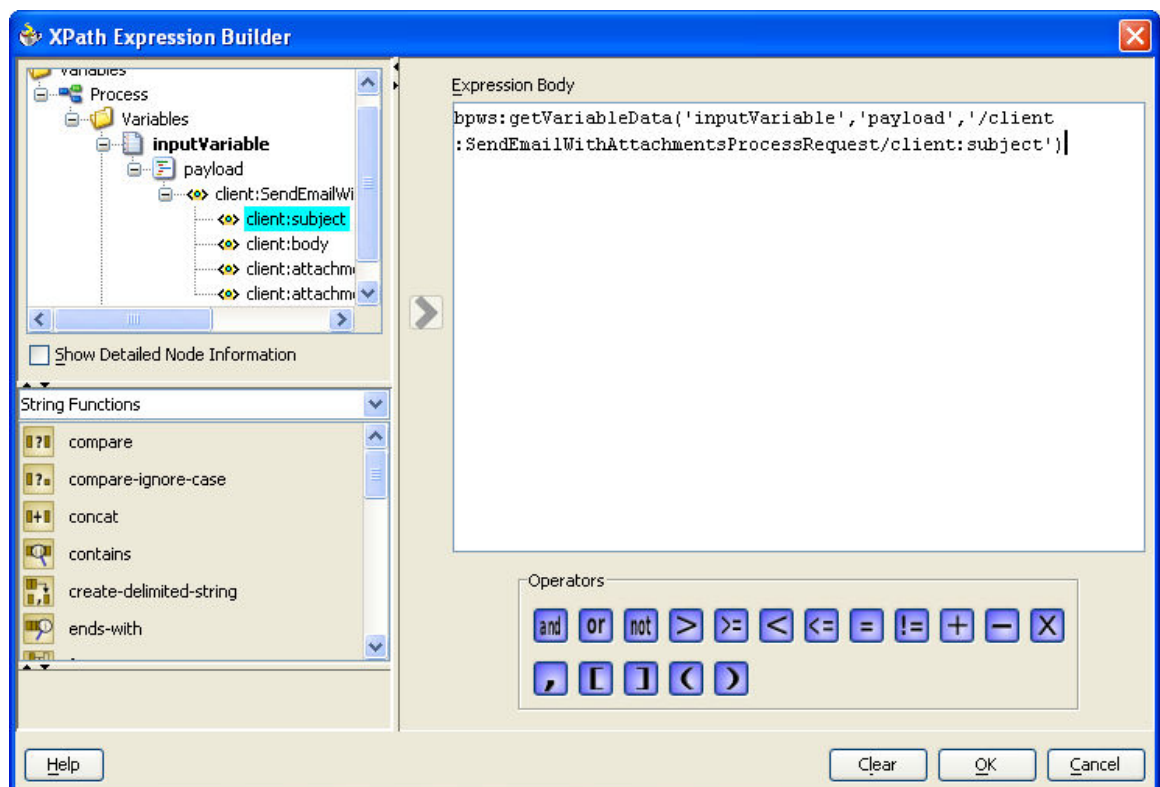 XPath Expression Builder
Variables
Process
Variables
inputVariable
payload
client:SendEmailWi
client:subject
client:body
client:attachm
client:attachm
Show Detailed Node Information
String Functions
compare
compare-ignore-case
concat
contains
create-delimited-string
ends-with
Expression Body
bpws:getVariableData('inputVariable','payload','/client
:SendEmailWithAttachmentsProcessRequest/client:subject')
Operators
and or not > >= < <= = != + − X
, [ ] ( )
Help
Clear
OK
Cancel